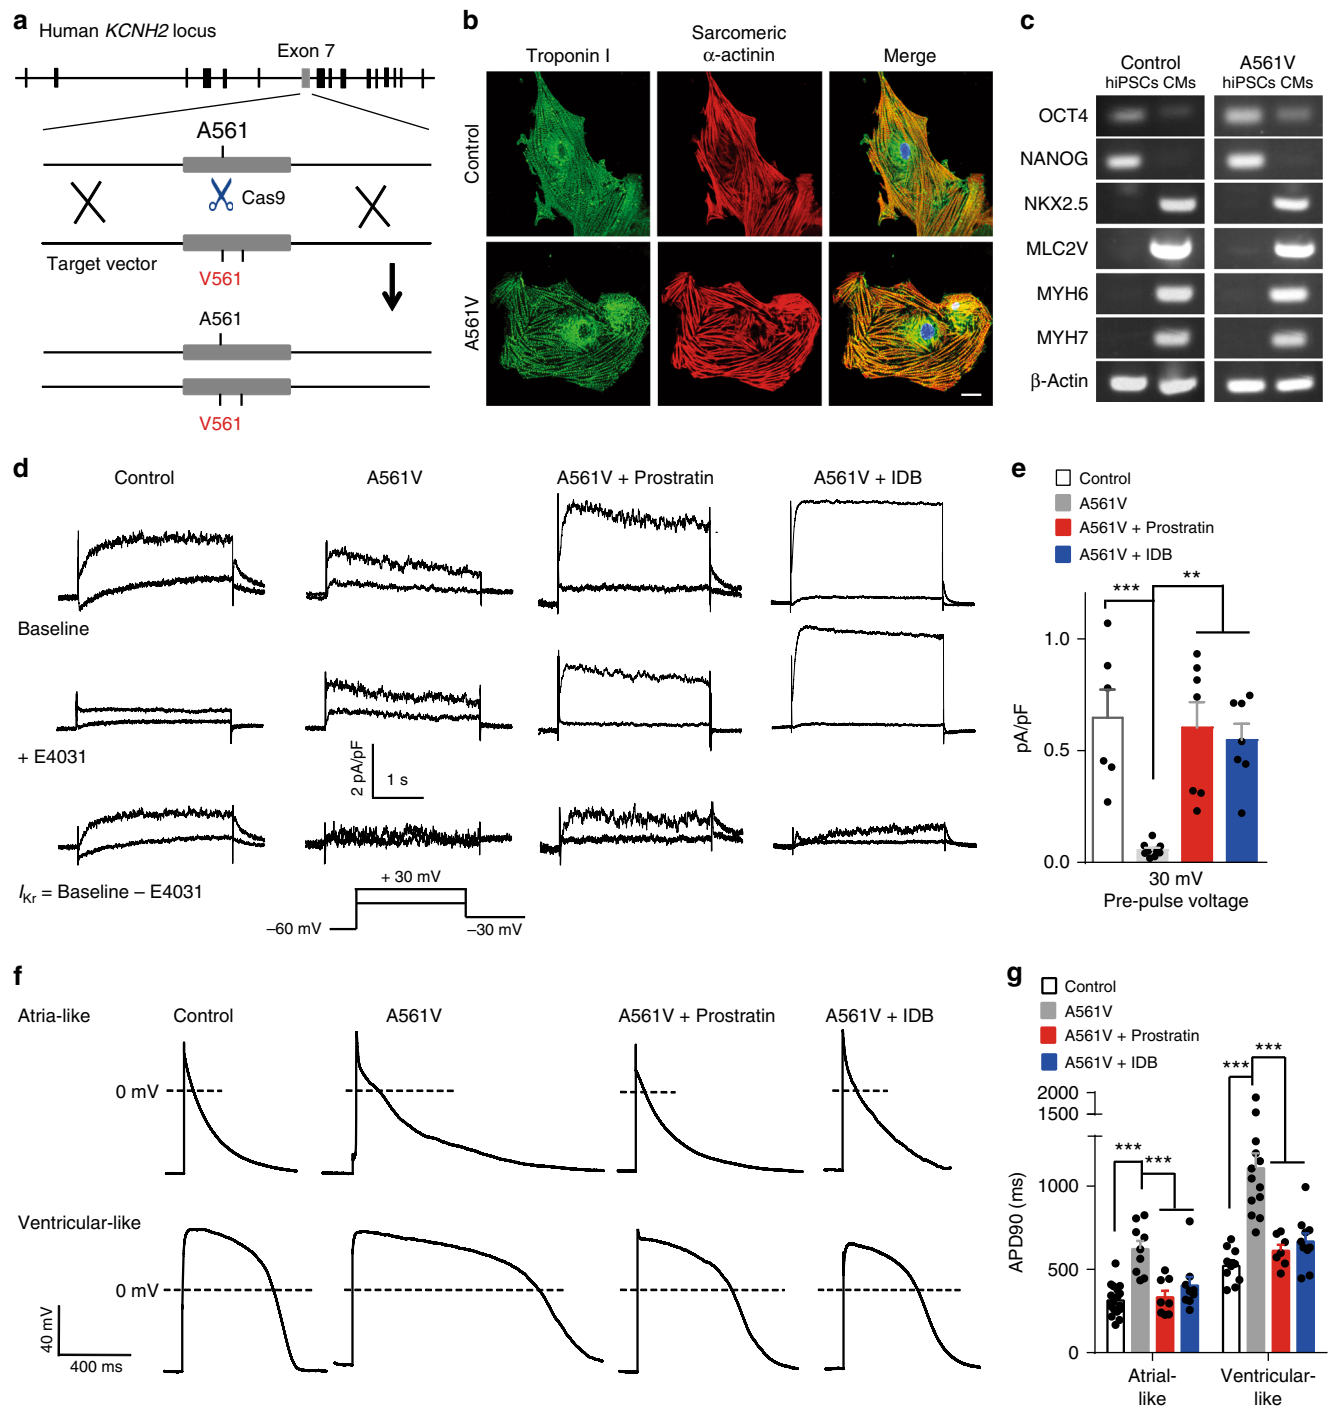 a
Human KCNH2 locus
Exon 7
A561
Cas9
Target vector
V561
A561
V561
b
Troponin I
Sarcomeric
α-actinin
Merge
Control
A561V
c
Control
A561V
hiPSCs CMs
hiPSCs CMs
OCT4
NANOG
NKX2.5
MLC2V
MYH6
MYH7
β-Actin
d
Control
A561V
A561V + Prostratin
A561V + IDB
Baseline
+ E4031
2 pA/pF
1 s
IKr = Baseline – E4031
+ 30 mV
–60 mV
–30 mV
e
Control
A561V
A561V + Prostratin
A561V + IDB
***
**
1.0
0.5
0.0
pA/pF
30 mV
Pre-pulse voltage
f
Atria-like
Control
A561V
A561V + Prostratin
A561V + IDB
0 mV
Ventricular-like
0 mV
40 mV
400 ms
g
Control
A561V
A561V + Prostratin
A561V + IDB
***
***
***
***
2000
1500
1000
500
0
APD90 (ms)
Atrial-
like
Ventricular-
like